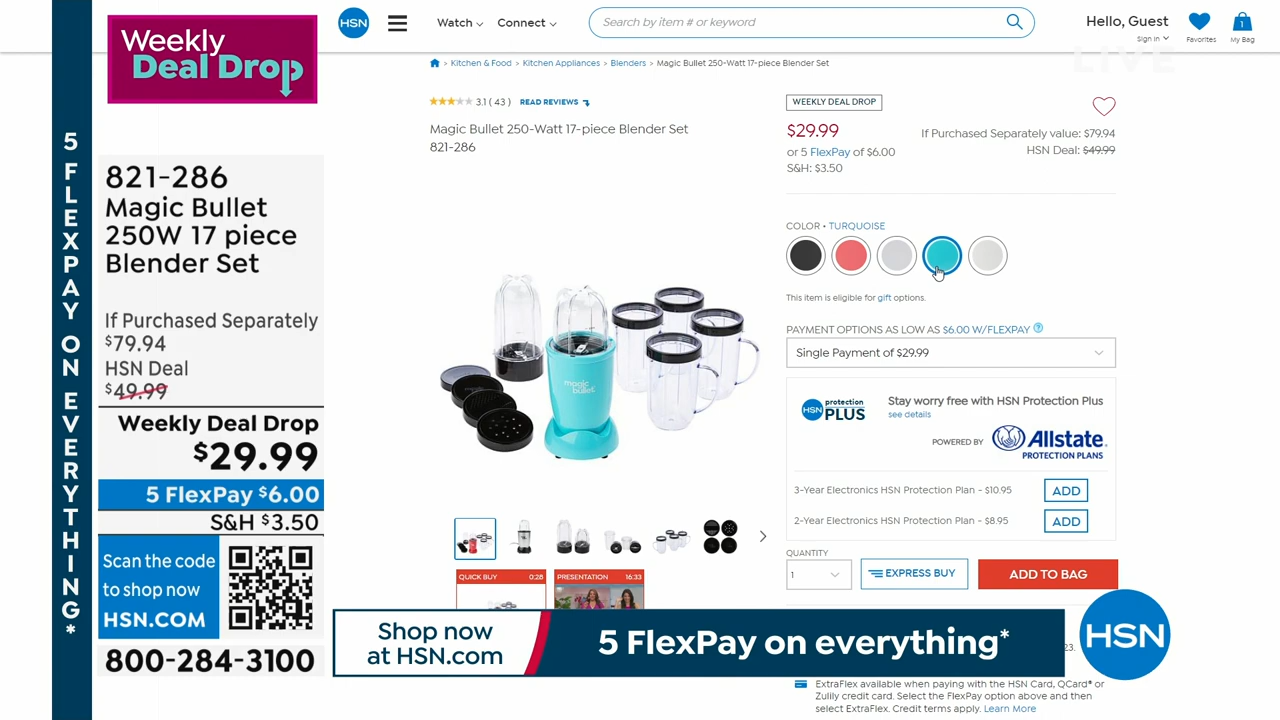 5 FLEXPAY ON EVERYTHING*
Weekly
Deal Drop
821-286
Magic Bullet
250W 17 piece
Blender Set
If Purchased Separately
$79.94
HSN Deal
$49.99
Weekly Deal Drop
$29.99
5 FlexPay $6.00
S&H $3.50
Scan the code
to shop now
HSN.COM
800-284-3100
HSN
Watch
Connect
Search by item # or keyword
Hello, Guest
Sign in
Favorites
1
My Bag
LIVE
> Kitchen & Food > Kitchen Appliances > Blenders > Magic Bullet 250-Watt 17-piece Blender Set
3.1 ( 43 ) READ REVIEWS
Magic Bullet 250-Watt 17-piece Blender Set
821-286
magic
bullet
QUICK BUY 0:28
PRESENTATION 16:33
WEEKLY DEAL DROP
$29.99
If Purchased Separately value: $79.94
or 5 FlexPay of $6.00
HSN Deal: $49.99
S&H: $3.50
COLOR • TURQUOISE
This item is eligible for gift options.
PAYMENT OPTIONS AS LOW AS $6.00 W/FLEXPAY ?
Single Payment of $29.99
HSN protection PLUS
Stay worry free with HSN Protection Plus
see details
POWERED BY Allstate.
PROTECTION PLANS
3-Year Electronics HSN Protection Plan - $10.95 ADD
2-Year Electronics HSN Protection Plan - $8.95 ADD
QUANTITY
1
EXPRESS BUY
ADD TO BAG
Shop now
at HSN.com
5 FlexPay on everything*
HSN
23.
ExtraFlex available when paying with the HSN Card, QCard® or
Zulily credit card. Select the FlexPay option above and then
select ExtraFlex. Credit terms apply. Learn More